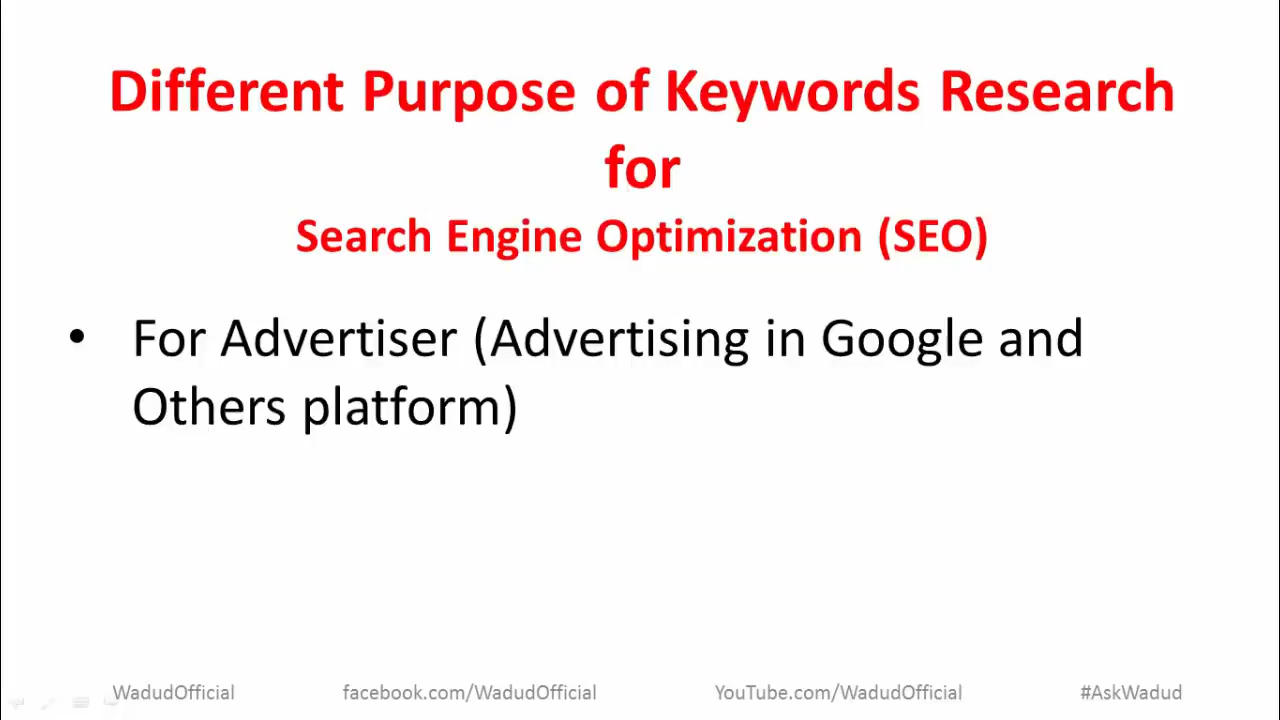 Different Purpose of Keywords Research
for
Search Engine Optimization (SEO)
• For Advertiser (Advertising in Google and
Others platform)
WadudOfficial facebook.com/WadudOfficial YouTube.com/WadudOfficial #AskWadud